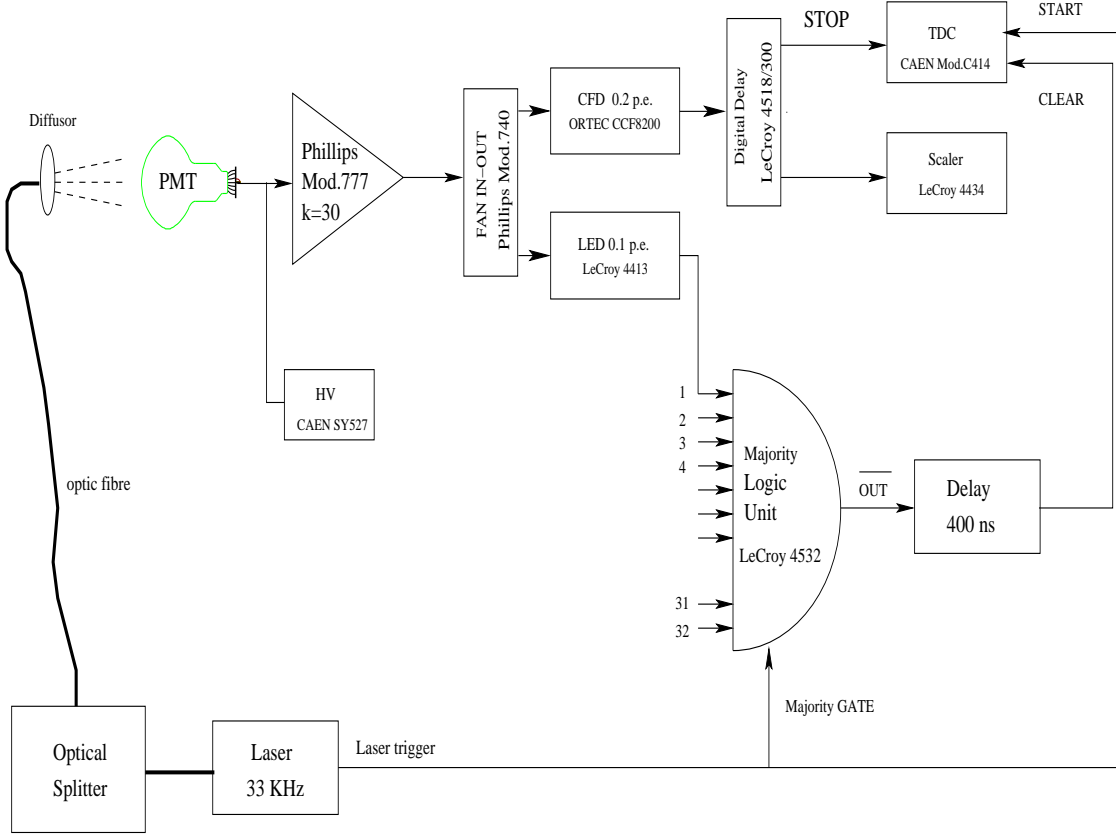 STOP
START
TDC
CAEN Mod.C414
CLEAR
Digital Delay
LeCroy 4518/300
CFD 0.2 p.e.
ORTEC CCF8200
Diffusor
PMT
Phillips
Mod.777
k=30
FAN IN–OUT
Phillips Mod.740
Scaler
LeCroy 4434
LED 0.1 p.e.
LeCroy 4413
HV
CAEN SY527
1
2
3
4
31
32
Majority
Logic
Unit
LeCroy 4532
OUT
Delay
400 ns
optic fibre
Majority GATE
Optical
Splitter
Laser
33 KHz
Laser trigger